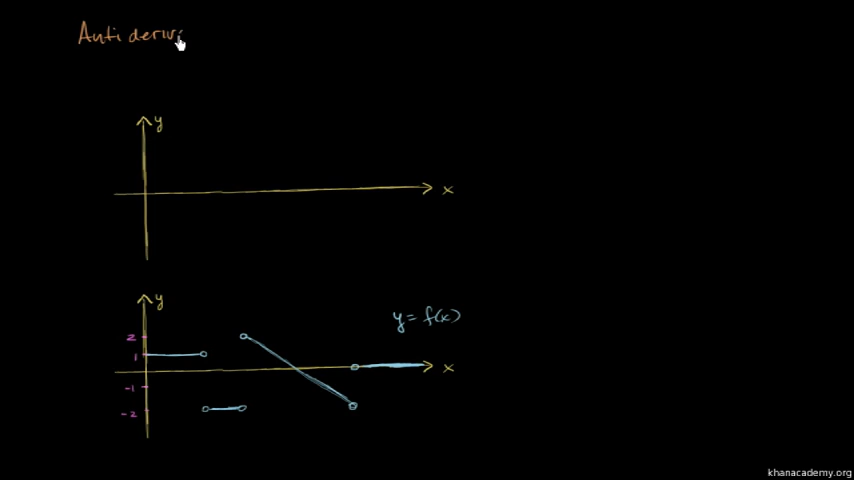 Anti deriv
y
x
y
y = f(x)
2
1
x
-1
-2
khanacademy.org